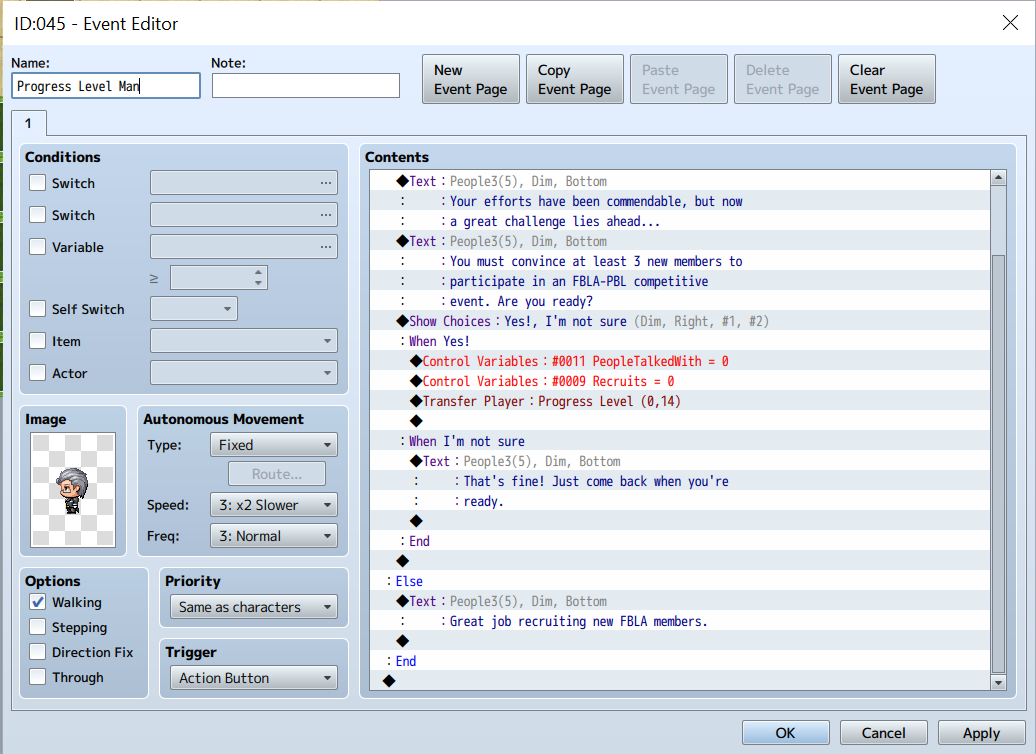 ID:045 - Event Editor
Name:
Note:
Progress Level Man
New
Event Page
Copy
Event Page
Paste
Event Page
Delete
Event Page
Clear
Event Page
1
Conditions
Switch
...
Switch
...
Variable
...
≥
Self Switch
Item
Actor
Image
Autonomous Movement
Type:
Fixed
Route...
Speed:
3: x2 Slower
Freq:
3: Normal
Options
Walking
Stepping
Direction Fix
Through
Priority
Same as characters
Trigger
Action Button
Contents
◆Text : People3(5), Dim, Bottom
: : Your efforts have been commendable, but now
: : a great challenge lies ahead...
◆Text : People3(5), Dim, Bottom
: : You must convince at least 3 new members to
: : participate in an FBLA-PBL competitive
: : event. Are you ready?
◆Show Choices : Yes!, I'm not sure (Dim, Right, #1, #2)
: When Yes!
◆Control Variables : #0011 PeopleTalkedWith = 0
◆Control Variables : #0009 Recruits = 0
◆Transfer Player : Progress Level (0,14)
◆
: When I'm not sure
◆Text : People3(5), Dim, Bottom
: : That's fine! Just come back when you're
: : ready.
◆
: End
◆
: Else
◆Text : People3(5), Dim, Bottom
: : Great job recruiting new FBLA members.
◆
: End
◆
OK
Cancel
Apply